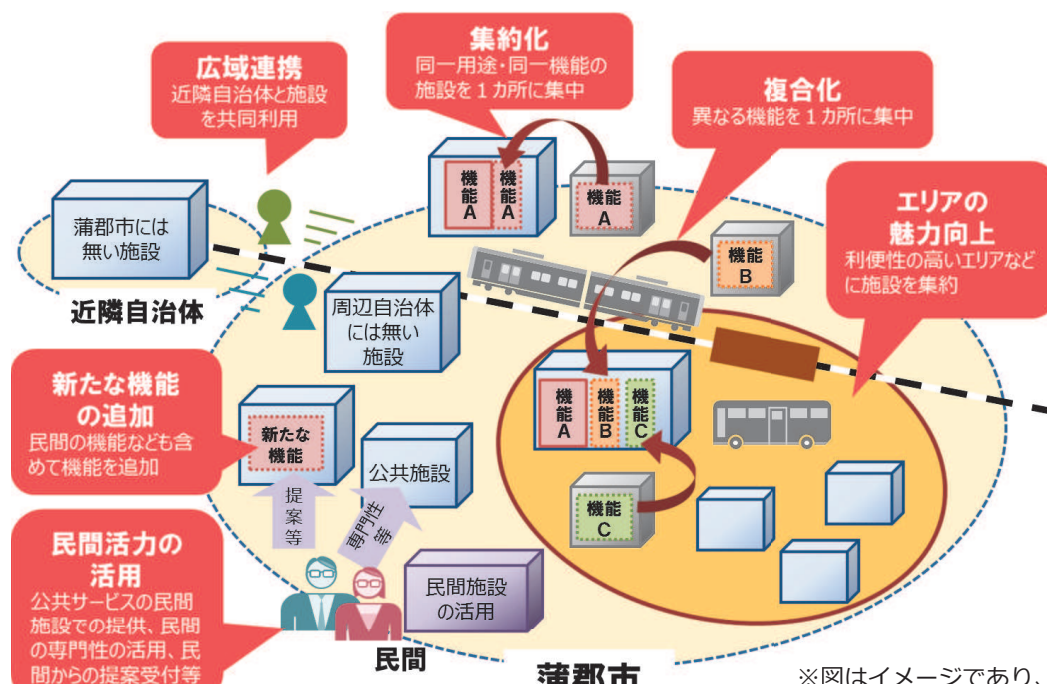 広域連携
近隣自治体と施設
を共同利用
集約化
同一用途・同一機能の
施設を1カ所に集中
複合化
異なる機能を1カ所に集中
エリアの
魅力向上
利便性の高いエリアなど
に施設を集約
機能A
機能A
機能
A
機能
B
蒲郡市には
無い施設
近隣自治体
周辺自治体
には無い
施設
機能A
機能B
機能C
機能
C
新たな機能
の追加
民間の機能なども含
めて機能を追加
新たな
機能
公共施設
提案等
専門性等
民間活力の
活用
公共サービスの民間
施設での提供、民間
の専門性の活用、民
間からの提案受付等
民間施設
の活用
民間
蒲郡市
※図はイメージであり、